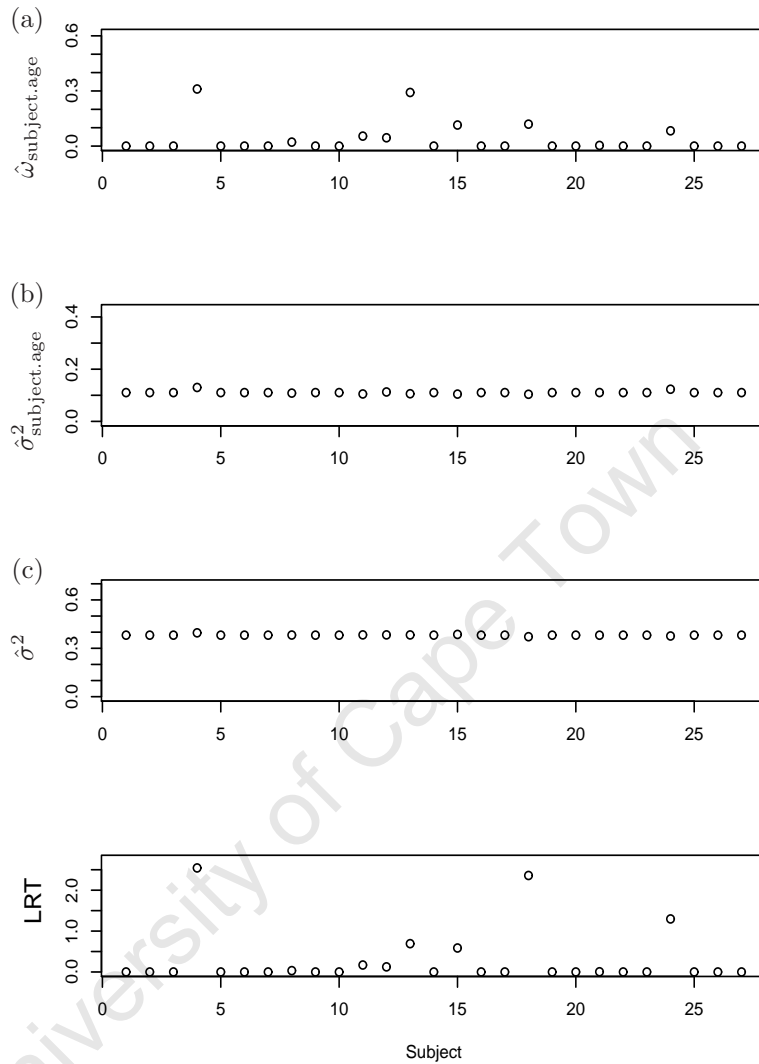 (a)
ω̂subject.age
0.0 0.3 0.6
0 5 10 15 20 25
(b)
σ̂²subject.age
0.0 0.2 0.4
0 5 10 15 20 25
(c)
σ̂²
0.0 0.3 0.6
0 5 10 15 20 25
LRT
0.0 1.0 2.0
0 5 10 15 20 25
Subject
niversity of Cape Town